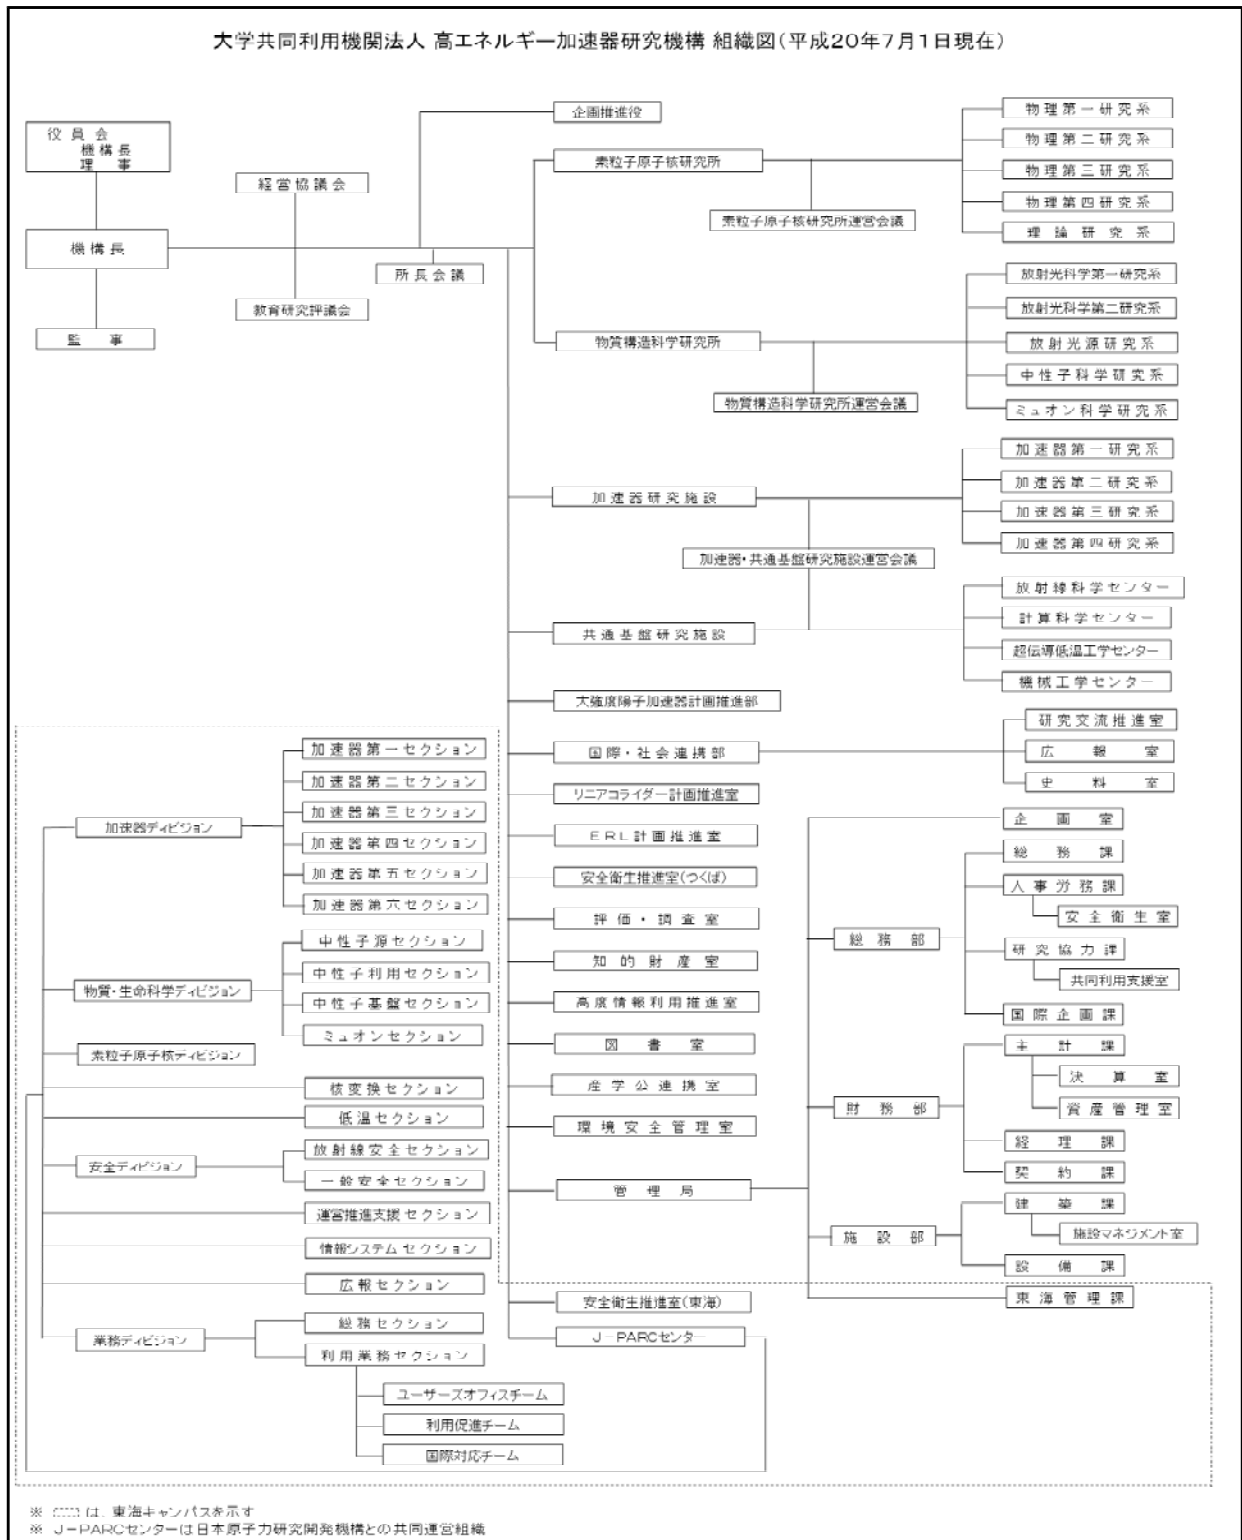 大学共同利用機関法人 高エネルギー加速器研究機構 組織図(平成20年7月1日現在)
役員会
機構長
理事
機構長
監事
経営協議会
教育研究評議会
所長会議
企画推進役
素粒子原子核研究所
素粒子原子核研究所運営会議
物理第一研究系
物理第二研究系
物理第三研究系
物理第四研究系
理論研究系
物質構造科学研究所
物質構造科学研究所運営会議
放射光科学第一研究系
放射光科学第二研究系
放射光源研究系
中性子科学研究系
ミュオン科学研究系
加速器研究施設
加速器第一研究系
加速器第二研究系
加速器第三研究系
加速器第四研究系
加速器・共通基盤研究施設運営会議
共通基盤研究施設
放射線科学センター
計算科学センター
超伝導低温工学センター
機械工学センター
大強度陽子加速器計画推進部
国際・社会連携部
研究交流推進室
広報室
史料室
リニアコライダー計画推進室
ERL計画推進室
安全衛生推進室(つくば)
評価・調査室
知的財産室
高度情報利用推進室
図書室
産学公連携室
環境安全管理室
管理局
企画室
総務部
総務課
人事労務課
安全衛生室
研究協力課
共同利用支援室
国際企画課
財務部
主計課
決算室
資産管理室
経理課
契約課
施設部
建築課
施設マネジメント室
設備課
東海管理課
安全衛生推進室(東海)
J-PARCセンター
加速器ディビジョン
加速器第一セクション
加速器第二セクション
加速器第三セクション
加速器第四セクション
加速器第五セクション
加速器第六セクション
物質・生命科学ディビジョン
中性子源セクション
中性子利用セクション
中性子基盤セクション
ミュオンセクション
素粒子原子核ディビジョン
核変換セクション
低温セクション
安全ディビジョン
放射線安全セクション
一般安全セクション
運営推進支援セクション
情報システムセクション
広報セクション
業務ディビジョン
総務セクション
利用業務セクション
ユーザーズオフィスチーム
利用促進チーム
国際対応チーム
※ は、東海キャンパスを示す
※ J-PARCセンターは日本原子力研究開発機構との共同運営組織